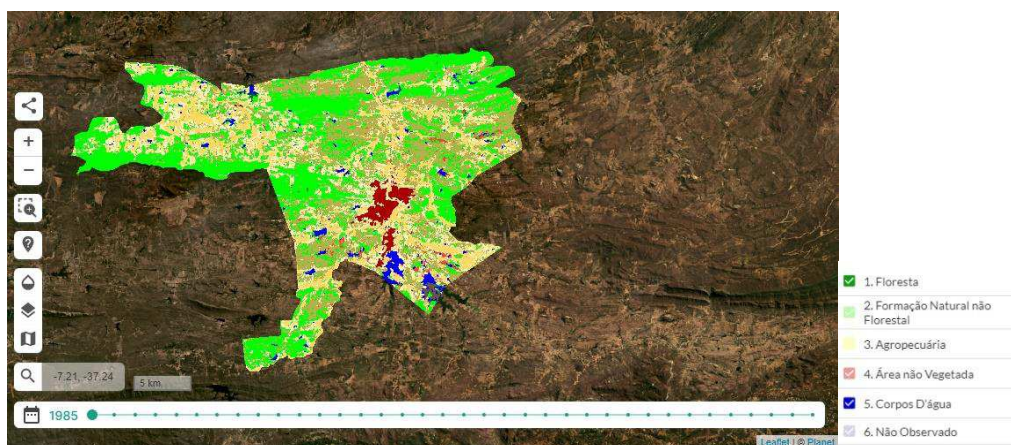 1. Floresta
2. Formação Natural não
Florestal
3. Agropecuária
4. Área não Vegetada
5. Corpos D'água
6. Não Observado
-7.21, -37.24
5 km
1985
Leaflet | © Planet